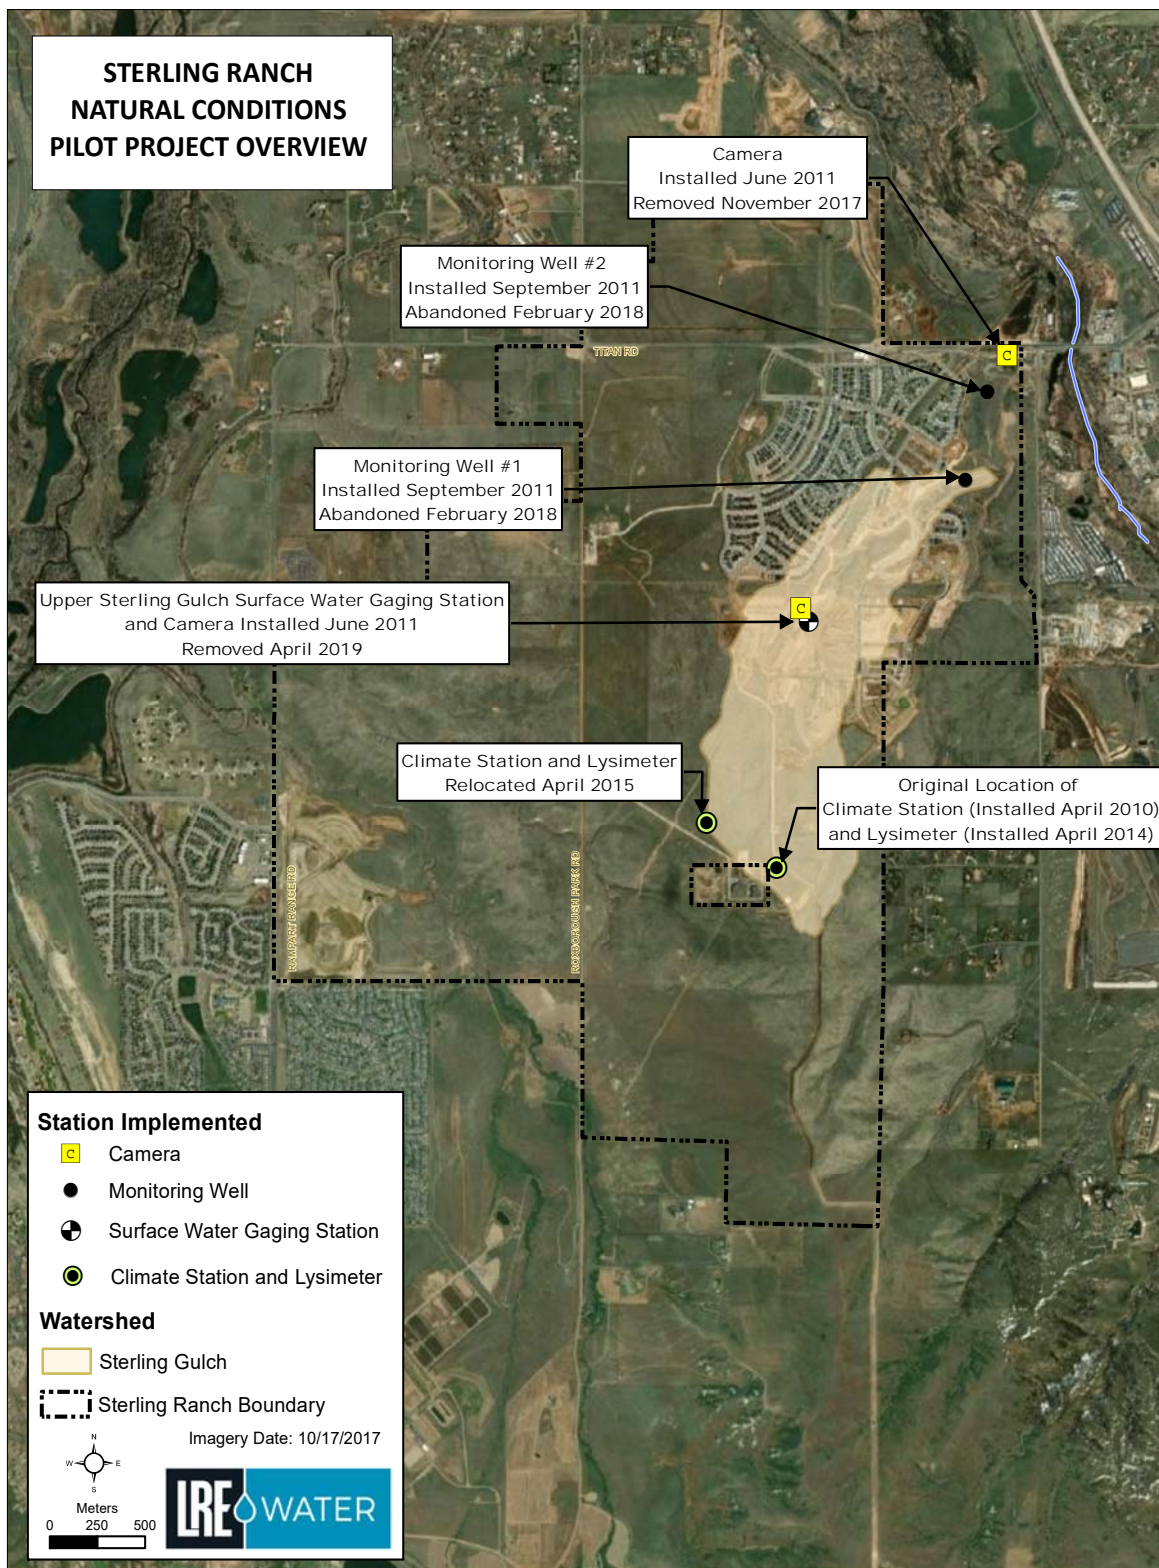 STERLING RANCH
NATURAL CONDITIONS
PILOT PROJECT OVERVIEW
Camera
Installed June 2011
Removed November 2017
Monitoring Well #2
Installed September 2011
Abandoned February 2018
TITAN RD
C
Monitoring Well #1
Installed September 2011
Abandoned February 2018
Upper Sterling Gulch Surface Water Gaging Station
and Camera Installed June 2011
Removed April 2019
C
Climate Station and Lysimeter
Relocated April 2015
Original Location of
Climate Station (Installed April 2010)
and Lysimeter (Installed April 2014)
RAMPART RANGE RD
ROXBOROUGH PARK RD
Station Implemented
C Camera
Monitoring Well
Surface Water Gaging Station
Climate Station and Lysimeter
Watershed
Sterling Gulch
Sterling Ranch Boundary
Imagery Date: 10/17/2017
N
W E
S
Meters
0 250 500
LRE WATER